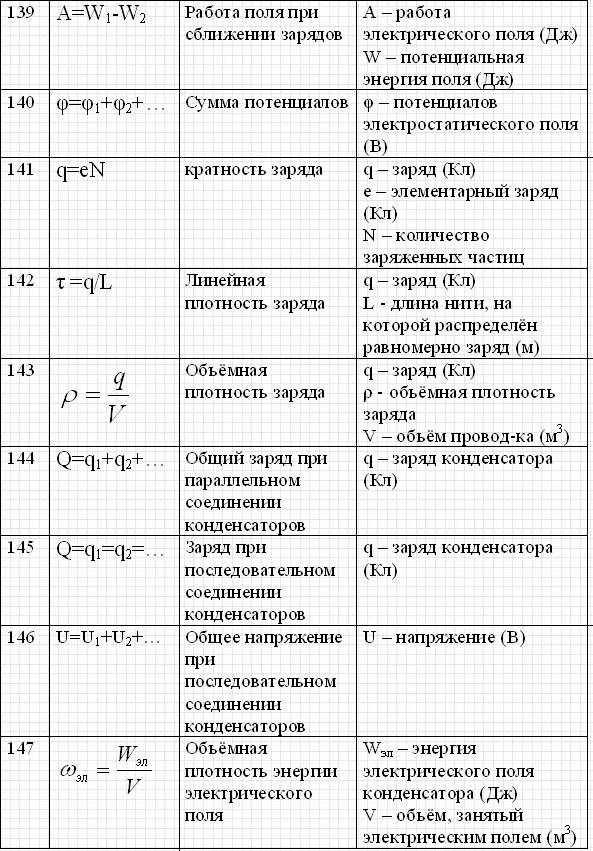 139 A=W₁-W₂ Работа поля при A – работа
сближении зарядов электрического поля (Дж)
W – потенциальная
энергия поля (Дж)
140 φ=φ₁+φ₂+… Сумма потенциалов φ – потенциалов
электростатического поля
(В)
141 q=eN кратность заряда q – заряд (Кл)
e – элементарный заряд
(Кл)
N – количество
заряженных частиц
142 τ=q/L Линейная q – заряд (Кл)
плотность заряда L - длина нити, на
которой распределён
равномерно заряд (м)
143 ρ = q/V Обьёмная q – заряд (Кл)
плотность заряда ρ - обьёмная плотность
заряда
V – обьём провод-ка (м³)
144 Q=q₁+q₂+… Общий заряд при q – заряд конденсатора
параллельном (Кл)
соединении
конденсаторов
145 Q=q₁=q₂=… Заряд при q – заряд конденсатора
последовательном (Кл)
соединении
конденсаторов
146 U=U₁+U₂+… Общее напряжение U – напряжение (В)
при
последовательном
соединении
конденсаторов
147 ωэл = Wэл/V Обьёмная Wэл – энергия
плотность энергии электрического поля
электрического конденсатора (Дж)
поля V – обьём, занятый
электрическим полем (м³)